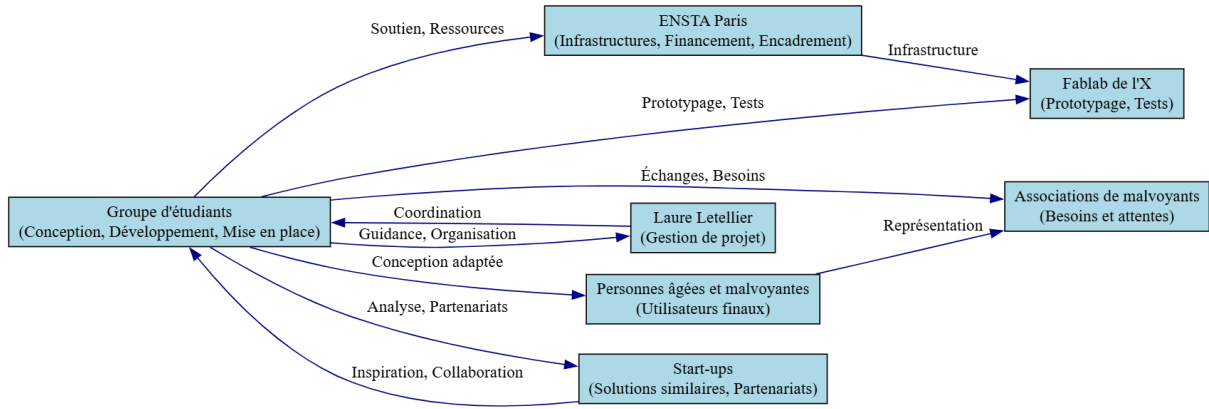 Soutien, Ressources
ENSTA Paris
(Infrastructures, Financement, Encadrement)
Infrastructure
Fablab de l'X
(Prototypage, Tests)
Prototypage, Tests
Échanges, Besoins
Associations de malvoyants
(Besoins et attentes)
Groupe d'étudiants
(Conception, Développement, Mise en place)
Coordination
Laure Letellier
(Gestion de projet)
Guidance, Organisation
Représentation
Conception adaptée
Personnes âgées et malvoyantes
(Utilisateurs finaux)
Analyse, Partenariats
Start-ups
(Solutions similaires, Partenariats)
Inspiration, Collaboration